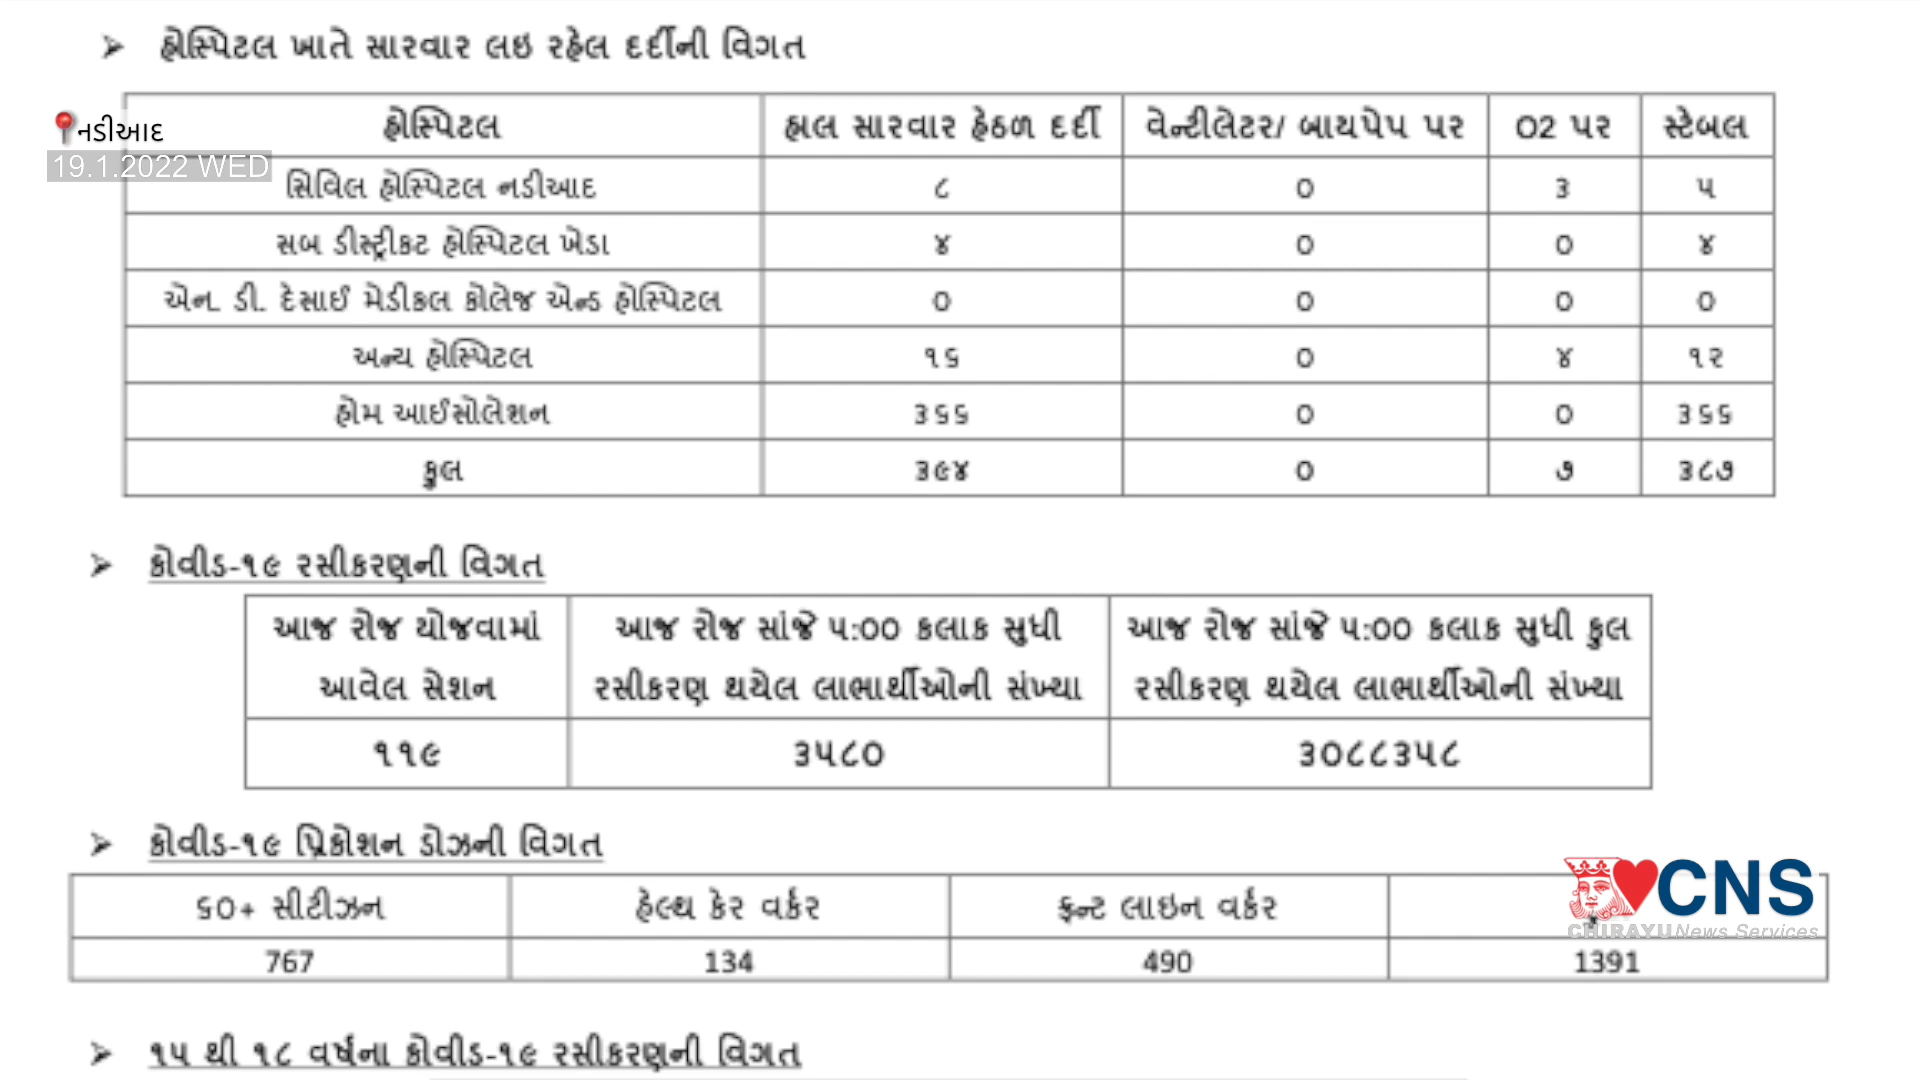 ➤ હોસ્પિટલ ખાતે સારવાર લઇ રહેલ દર્દીની વિગત
નડીઆદ
19.1.2022 WED
હોસ્પિટલ હાલ સારવાર હેઠળ દર્દી વેન્ટીલેટર/ બાયપેપ પર O2 પર સ્ટેબલ
સિવિલ હોસ્પિટલ નડીઆદ ૮ ૦ ૩ ૫
સબ ડીસ્ટ્રીકટ હોસ્પિટલ ખેડા ૪ ૦ ૦ ૪
એન. ડી. દેસાઈ મેડીકલ કોલેજ એન્ડ હોસ્પિટલ ૦ ૦ ૦ ૦
અન્ય હોસ્પિટલ ૧૬ ૦ ૪ ૧૨
હોમ આઈસોલેશન ૩૬૬ ૦ ૦ ૩૬૬
કુલ ૩૯૪ ૦ ૭ ૩૮૭
➤ કોવીડ-૧૯ રસીકરણની વિગત
આજ રોજ યોજવામાં
આવેલ સેશન
આજ રોજ સાંજે ૫:૦૦ કલાક સુધી
રસીકરણ થયેલ લાભાર્થીઓની સંખ્યા
આજ રોજ સાંજે ૫:૦૦ કલાક સુધી કુલ
રસીકરણ થયેલ લાભાર્થીઓની સંખ્યા
૧૧૯ ૩૫૮૦ ૩૦૮૮૩૫૮
➤ કોવીડ-૧૯ પ્રિકોશન ડોઝની વિગત
૬૦+ સીટીઝન હેલ્થ કેર વર્કર ફ્રન્ટ લાઇન વર્કર
CNS
CHIRAYU News Services
767 134 490 1391
➤ ૧૫ થી ૧૮ વર્ષના કોવીડ-૧૯ રસીકરણની વિગત